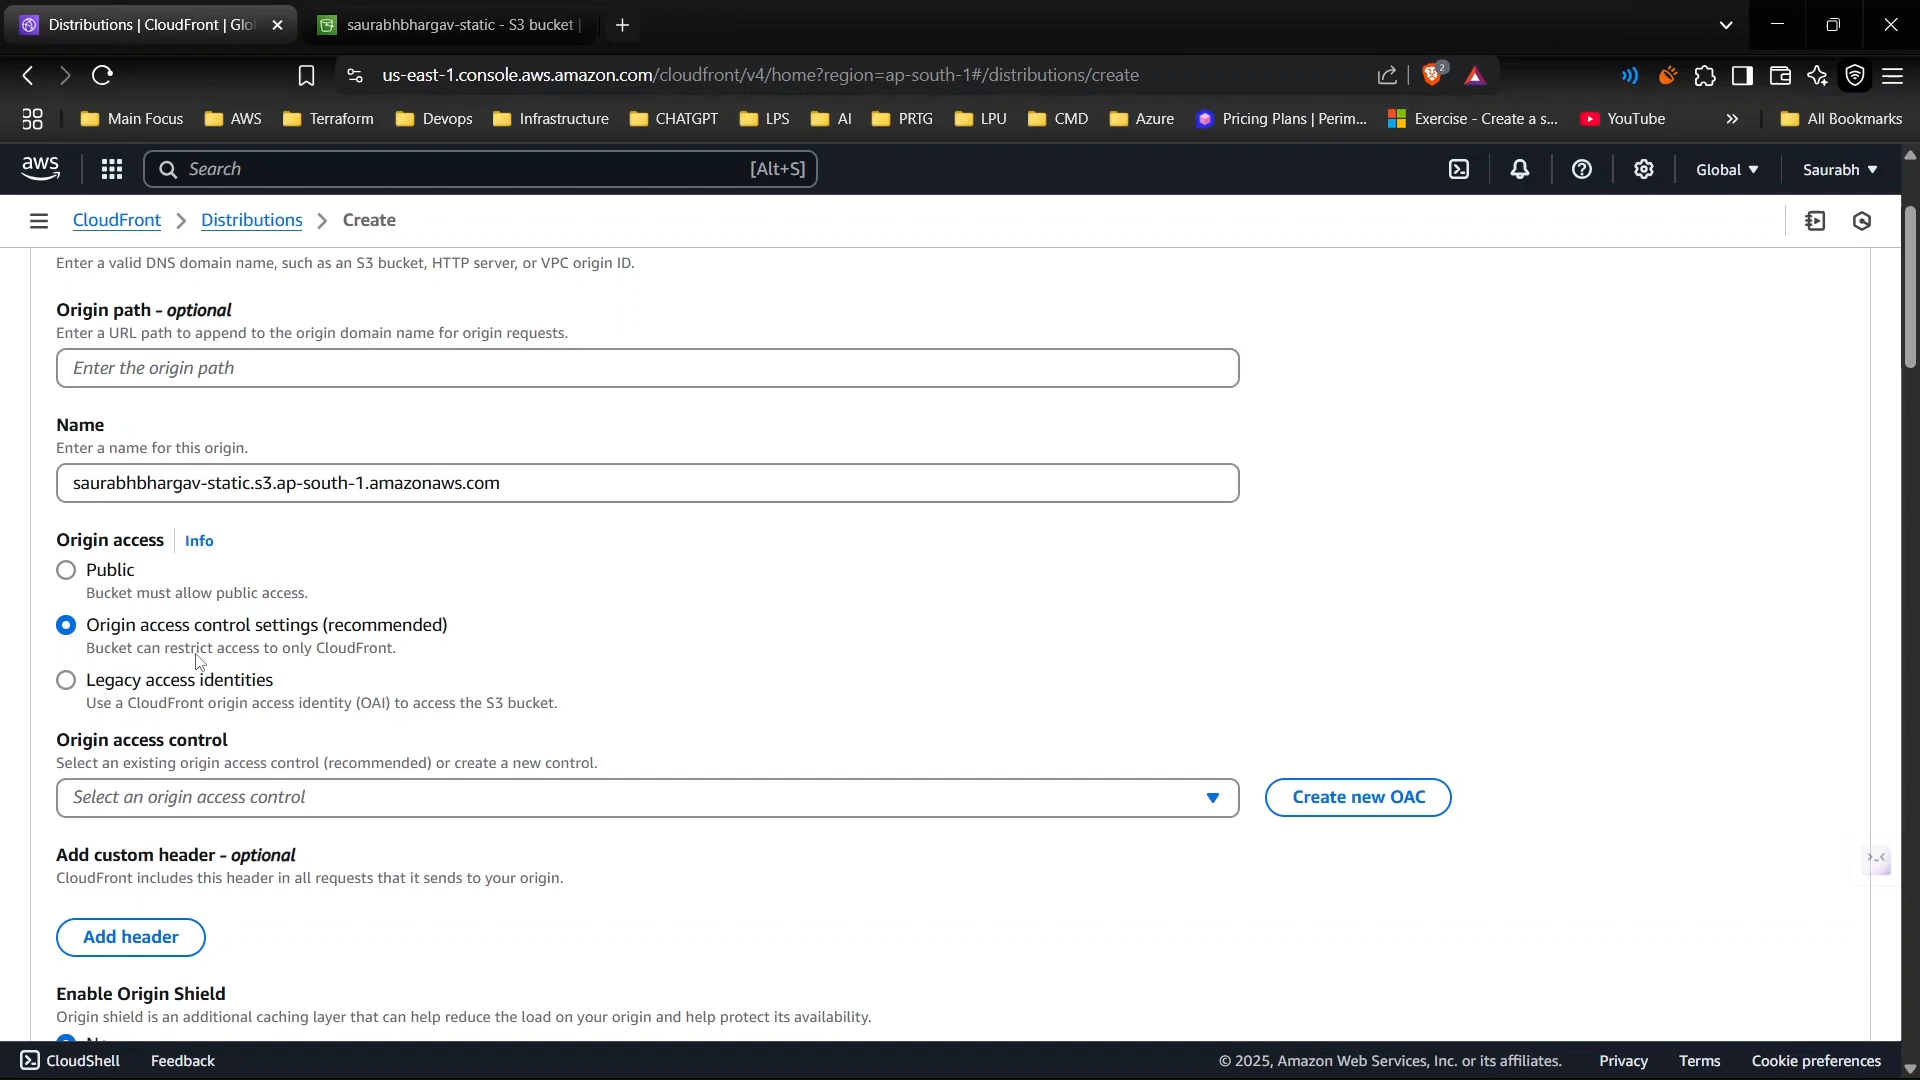 Distributions | CloudFront | Glo
saurabhbhargav-static - S3 bucket |
us-east-1.console.aws.amazon.com/cloudfront/v4/home?region=ap-south-1#/distributions/create
2
Main Focus
AWS
Terraform
Devops
Infrastructure
CHATGPT
LPS
AI
PRTG
LPU
CMD
Azure
Pricing Plans | Perim...
Exercise - Create a s...
YouTube
All Bookmarks
aws
Search
[Alt+S]
Global
Saurabh
CloudFront
Distributions
Create
Enter a valid DNS domain name, such as an S3 bucket, HTTP server, or VPC origin ID.
Origin path - optional
Enter a URL path to append to the origin domain name for origin requests.
Enter the origin path
Name
Enter a name for this origin.
saurabhbhargav-static.s3.ap-south-1.amazonaws.com
Origin access
Info
Public
Bucket must allow public access.
Origin access control settings (recommended)
Bucket can restrict access to only CloudFront.
Legacy access identities
Use a CloudFront origin access identity (OAI) to access the S3 bucket.
Origin access control
Select an existing origin access control (recommended) or create a new control.
Select an origin access control
Create new OAC
Add custom header - optional
CloudFront includes this header in all requests that it sends to your origin.
Add header
Enable Origin Shield
Origin shield is an additional caching layer that can help reduce the load on your origin and help protect its availability.
CloudShell
Feedback
© 2025, Amazon Web Services, Inc. or its affiliates.
Privacy
Terms
Cookie preferences